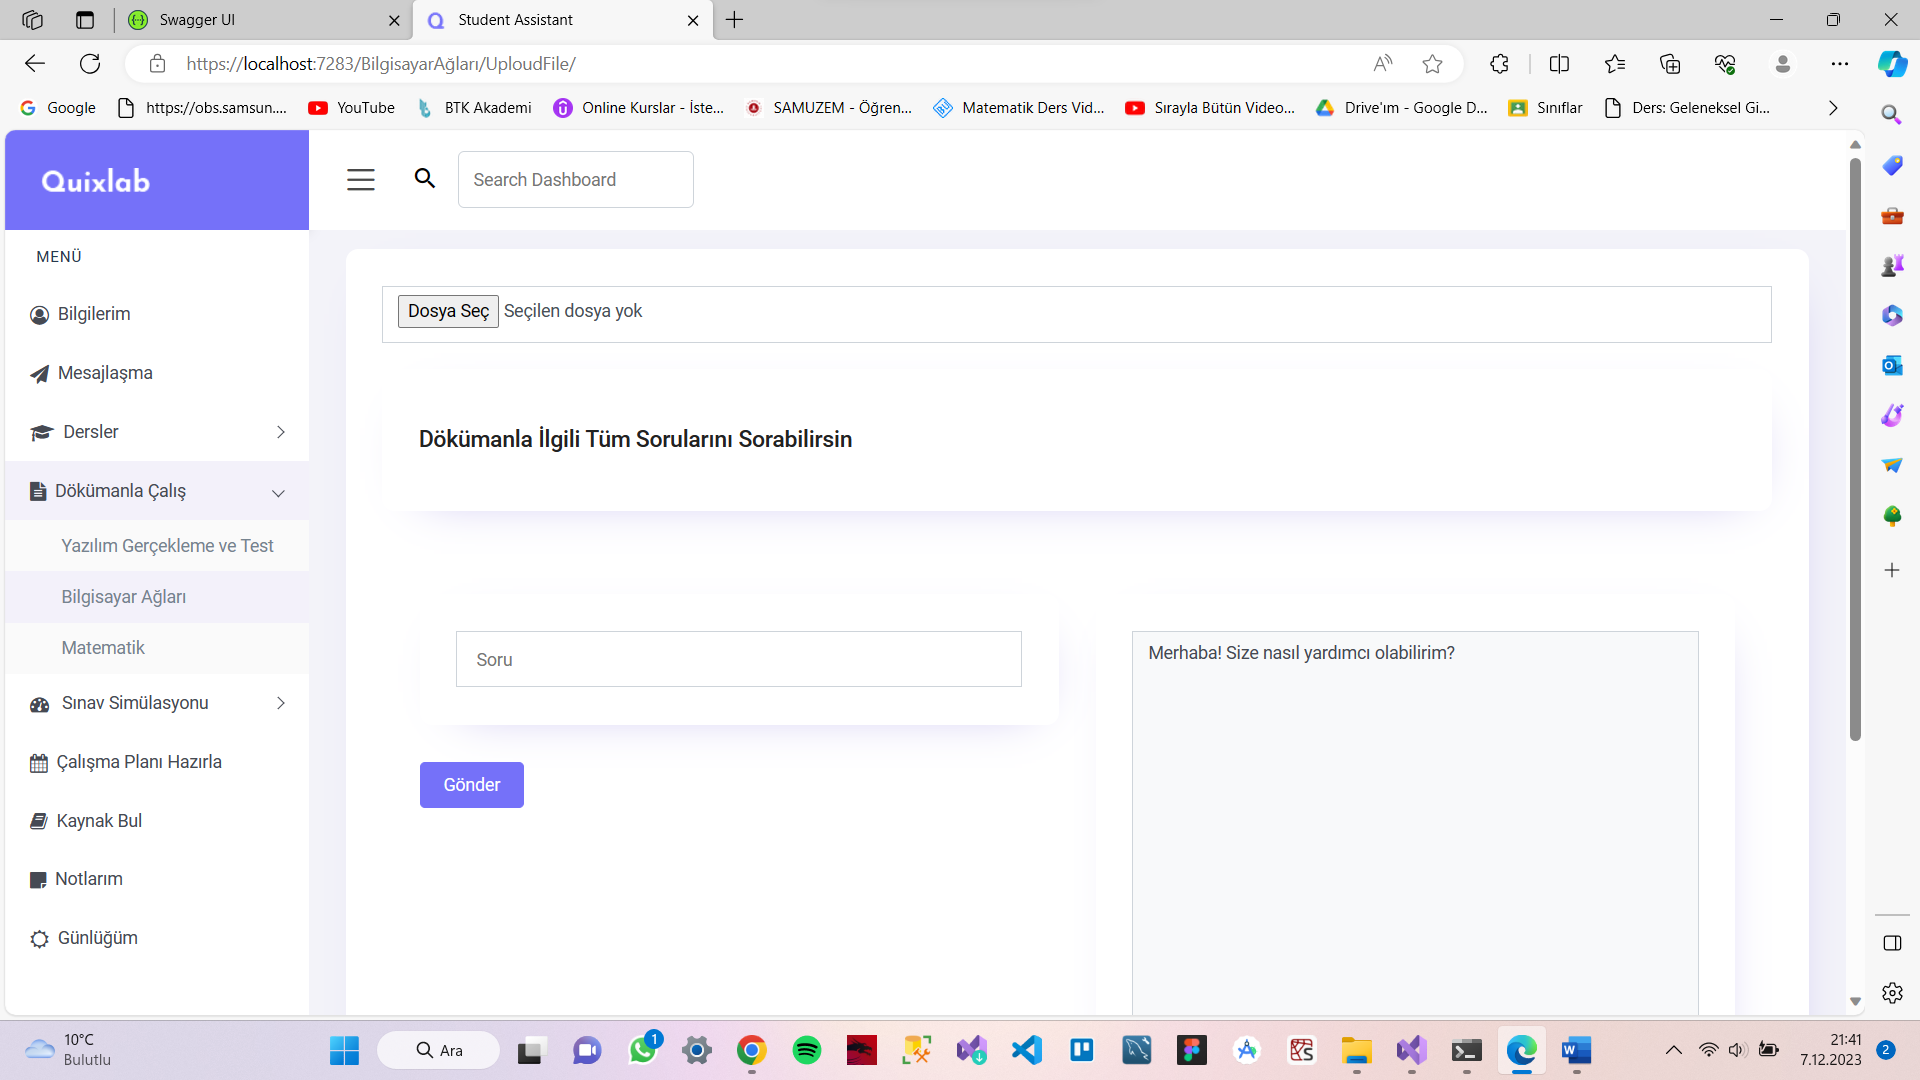 Swagger UI
Student Assistant
https://localhost:7283/BilgisayarAğları/UploudFile/
Google
https://obs.samsun....
YouTube
BTK Akademi
Online Kurslar - İste...
SAMUZEM - Öğren...
Matematik Ders Vid...
Sırayla Bütün Video...
Drive'ım - Google D...
Sınıflar
Ders: Geleneksel Gi...
Quixlab
Search Dashboard
MENÜ
Bilgilerim
Mesajlaşma
Dersler
Dökümanla Çalış
Yazılım Gerçekleme ve Test
Bilgisayar Ağları
Matematik
Sınav Simülasyonu
Çalışma Planı Hazırla
Kaynak Bul
Notlarım
Günlüğüm
Dosya Seç Seçilen dosya yok
Dökümanla İlgili Tüm Sorularını Sorabilirsin
Soru
Gönder
Merhaba! Size nasıl yardımcı olabilirim?
10°C
Bulutlu
Ara
1
21:41
7.12.2023
2